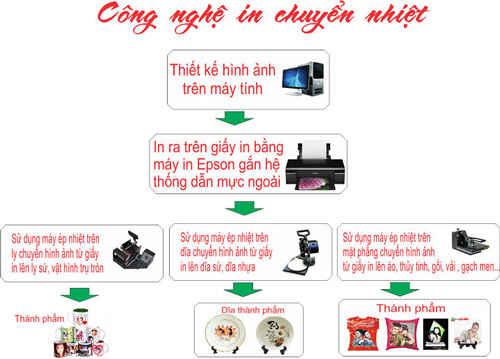 Công nghệ in chuyển nhiệt
Thiết kế hình ảnh
trên máy tính
In ra trên giấy in bằng
máy in Epson gắn hệ
thống dẫn mực ngoài
Sử dụng máy ép nhiệt trên
ly chuyển hình ảnh từ giấy
in lên ly sứ, vật hình trụ tròn
Sử dụng máy ép nhiệt trên
dĩa chuyển hình ảnh từ giấy
in lên dĩa sứ, dĩa nhựa
Sử dụng máy ép nhiệt trên
mặt phẳng chuyển hình ảnh
từ giấy in lên áo, thủy tinh, gối, vải , gạch men...
Thành phẩm
Dĩa thành phẩm
Thành phẩm